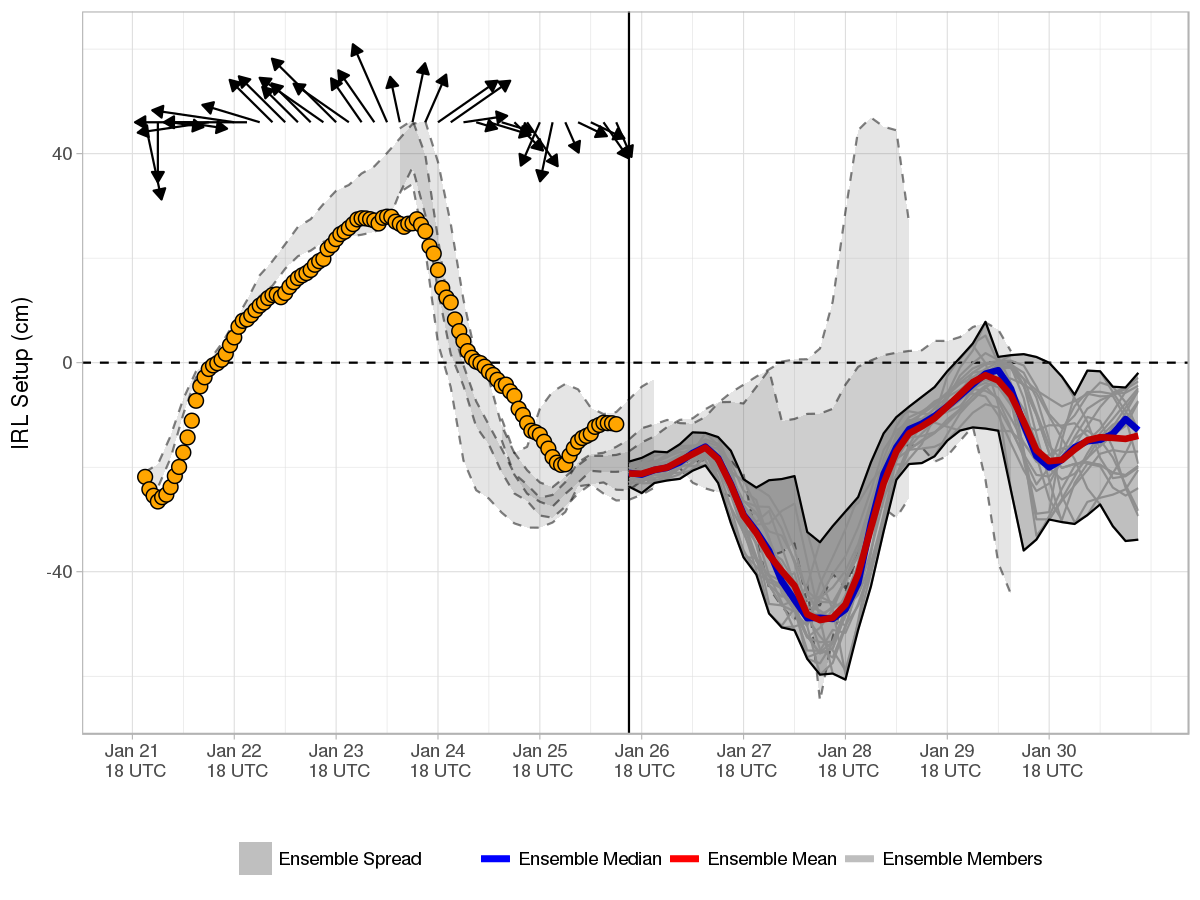 IRL Setup (cm)
40
0
-40
Jan 21 Jan 22 Jan 23 Jan 24 Jan 25 Jan 26 Jan 27 Jan 28 Jan 29 Jan 30
18 UTC 18 UTC 18 UTC 18 UTC 18 UTC 18 UTC 18 UTC 18 UTC 18 UTC 18 UTC
Ensemble Spread Ensemble Median Ensemble Mean Ensemble Members